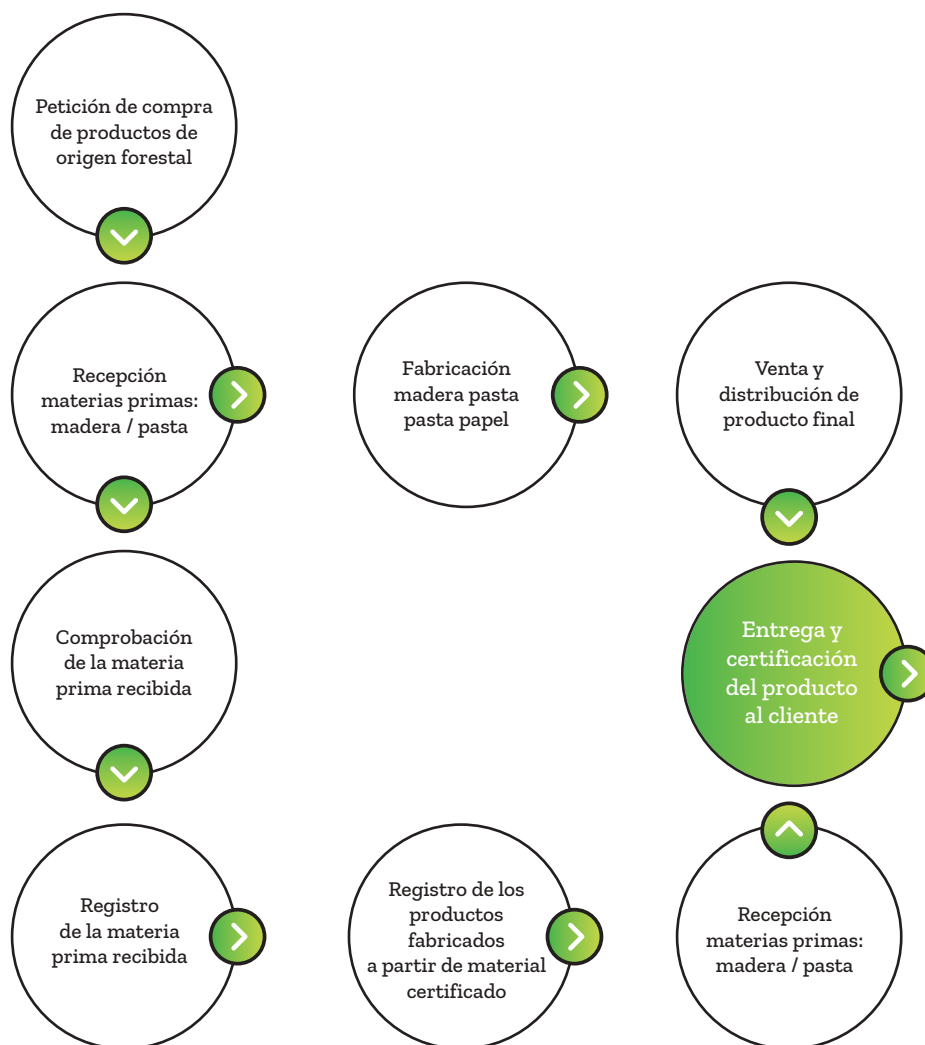 Petición de compra
de productos de
origen forestal
Recepción
materias primas:
madera / pasta
Fabricación
madera pasta
pasta papel
Venta y
distribución de
producto final
Comprobación
de la materia
prima recibida
Entrega y
certificación
del producto
al cliente
Registro
de la materia
prima recibida
Registro de los
productos
fabricados
a partir de material
certificado
Recepción
materias primas:
madera / pasta